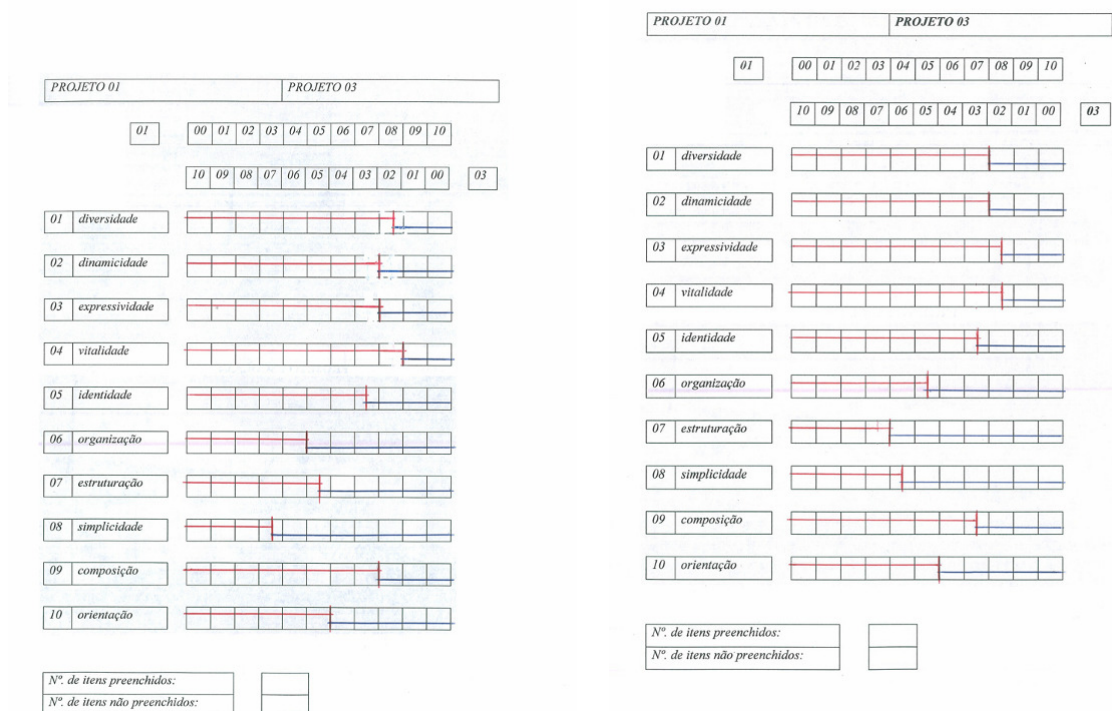 PROJETO 01 PROJETO 03
01 00 01 02 03 04 05 06 07 08 09 10
10 09 08 07 06 05 04 03 02 01 00 03
01 diversidade
02 dinamicidade
03 expressividade
04 vitalidade
05 identidade
06 organização
07 estruturação
08 simplicidade
09 composição
10 orientação
Nº. de itens preenchidos:
Nº. de itens não preenchidos:
PROJETO 01 PROJETO 03
01 00 01 02 03 04 05 06 07 08 09 10
10 09 08 07 06 05 04 03 02 01 00 03
01 diversidade
02 dinamicidade
03 expressividade
04 vitalidade
05 identidade
06 organização
07 estruturação
08 simplicidade
09 composição
10 orientação
Nº. de itens preenchidos:
Nº. de itens não preenchidos: